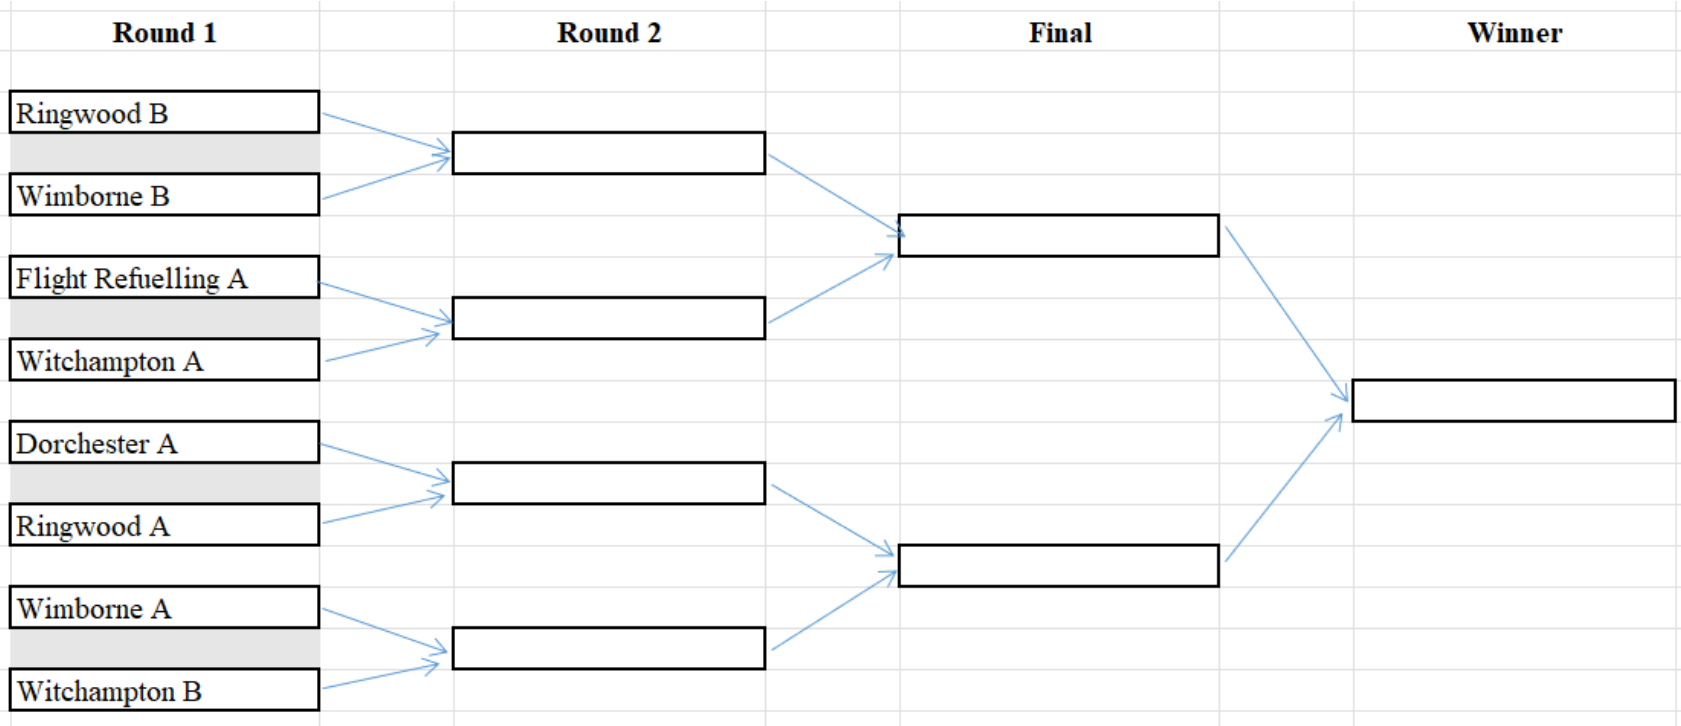 Round 1 Round 2 Final Winner
Ringwood B
Wimborne B
Flight Refuelling A
Witchampton A
Dorchester A
Ringwood A
Wimborne A
Witchampton B